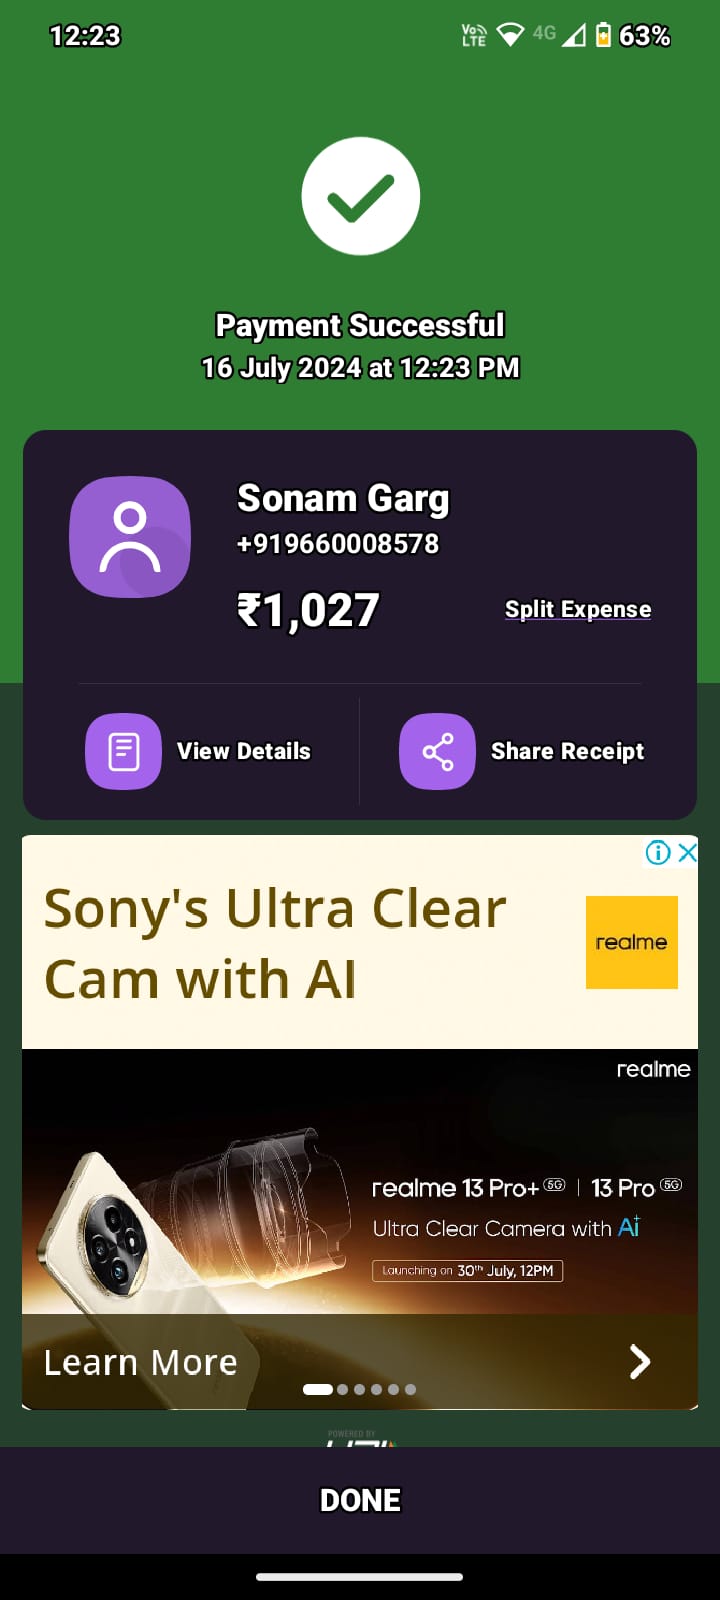 12:23
Vo)) LTE 4G 63%
Payment Successful
16 July 2024 at 12:23 PM
Sonam Garg
+919660008578
₹1,027
Split Expense
View Details
Share Receipt
Sony's Ultra Clear
Cam with AI
realme
realme
realme 13 Pro+ 5G | 13 Pro 5G
Ultra Clear Camera with Ai
Launching on 30th July, 12PM
Learn More
POWERED BY
DONE